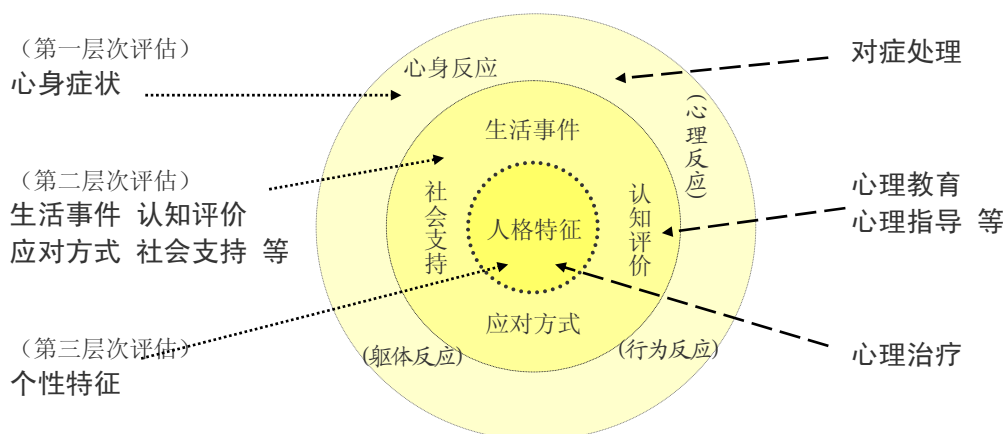 （第一层次评估）
心身症状
（第二层次评估）
生活事件 认知评价
应对方式 社会支持 等
（第三层次评估）
个性特征
心身反应
(心理反应)
生活事件
社会支持
认知评价
人格特征
应对方式
(躯体反应)
(行为反应)
对症处理
心理教育
心理指导 等
心理治疗